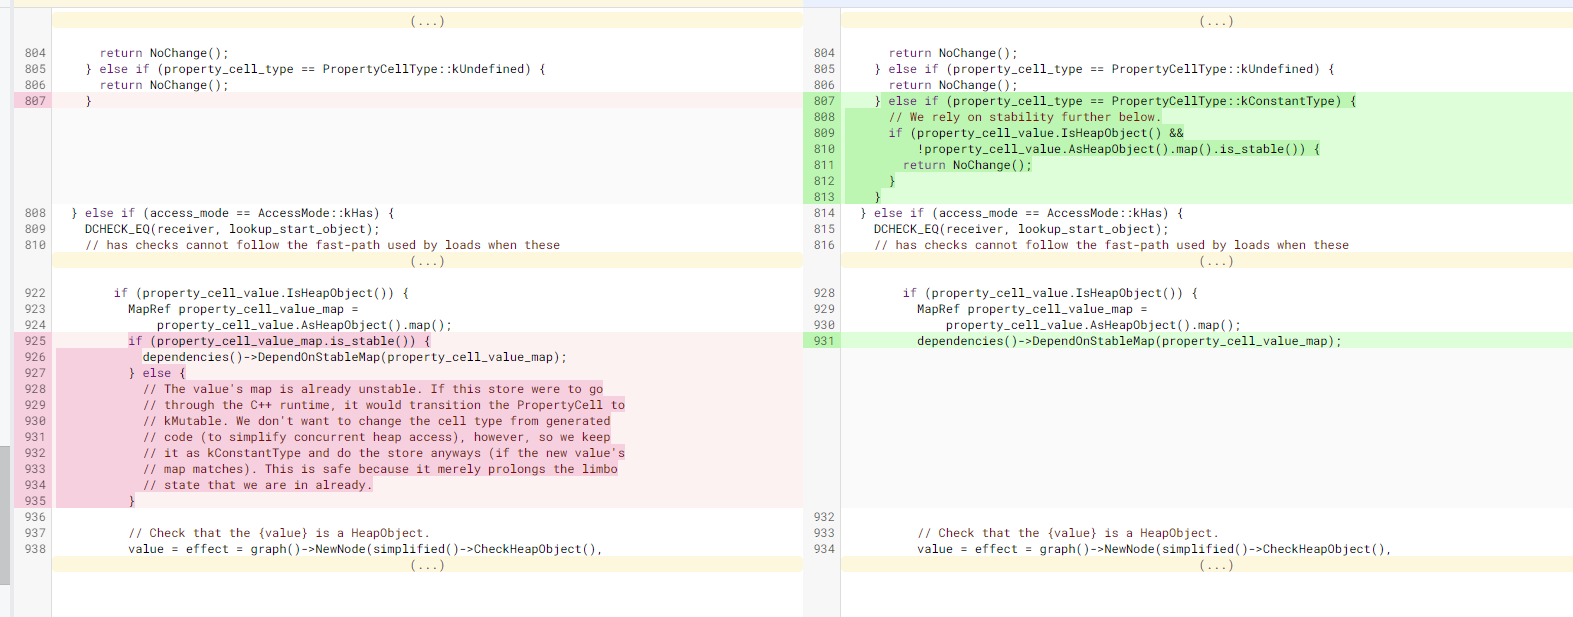 (...)
804 return NoChange();
805 } else if (property_cell_type == PropertyCellType::kUndefined) {
806 return NoChange();
807 }
808 } else if (access_mode == AccessMode::kHas) {
809 DCHECK_EQ(receiver, lookup_start_object);
810 // has checks cannot follow the fast-path used by loads when these
(...)
922 if (property_cell_value.IsHeapObject()) {
923 MapRef property_cell_value_map =
924 property_cell_value.AsHeapObject().map();
925 if (property_cell_value_map.is_stable()) {
926 dependencies()->DependOnStableMap(property_cell_value_map);
927 } else {
928 // The value's map is already unstable. If this store were to go
929 // through the C++ runtime, it would transition the PropertyCell to
930 // kMutable. We don't want to change the cell type from generated
931 // code (to simplify concurrent heap access), however, so we keep
932 // it as kConstantType and do the store anyways (if the new value's
933 // map matches). This is safe because it merely prolongs the limbo
934 // state that we are in already.
935 }
936
937 // Check that the {value} is a HeapObject.
938 value = effect = graph()->NewNode(simplified()->CheckHeapObject(),
(...)
(...)
804 return NoChange();
805 } else if (property_cell_type == PropertyCellType::kUndefined) {
806 return NoChange();
807 } else if (property_cell_type == PropertyCellType::kConstantType) {
808 // We rely on stability further below.
809 if (property_cell_value.IsHeapObject() &&
810 !property_cell_value.AsHeapObject().map().is_stable()) {
811 return NoChange();
812 }
813 }
814 } else if (access_mode == AccessMode::kHas) {
815 DCHECK_EQ(receiver, lookup_start_object);
816 // has checks cannot follow the fast-path used by loads when these
(...)
928 if (property_cell_value.IsHeapObject()) {
929 MapRef property_cell_value_map =
930 property_cell_value.AsHeapObject().map();
931 dependencies()->DependOnStableMap(property_cell_value_map);
932
933 // Check that the {value} is a HeapObject.
934 value = effect = graph()->NewNode(simplified()->CheckHeapObject(),
(...)